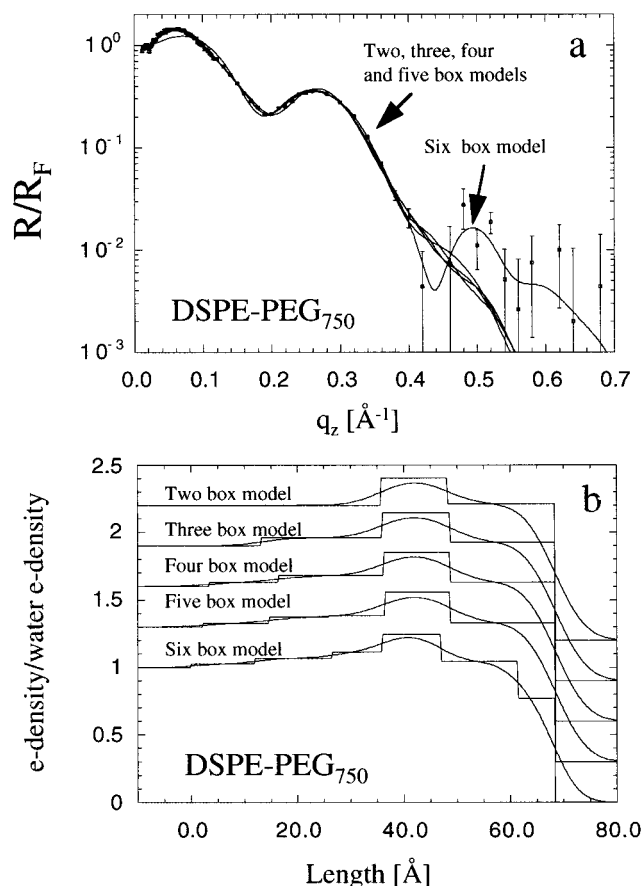 a
10⁰
10⁻¹
10⁻²
10⁻³
R/R_F
Two, three, four
and five box models
Six box model
DSPE-PEG₇₅₀
0.0 0.1 0.2 0.3 0.4 0.5 0.6 0.7
q_z [Å⁻¹]
b
2.5
2
1.5
1
0.5
0
e-density/water e-density
Two box model
Three box model
Four box model
Five box model
Six box model
DSPE-PEG₇₅₀
0.0 20.0 40.0 60.0 80.0
Length [Å]